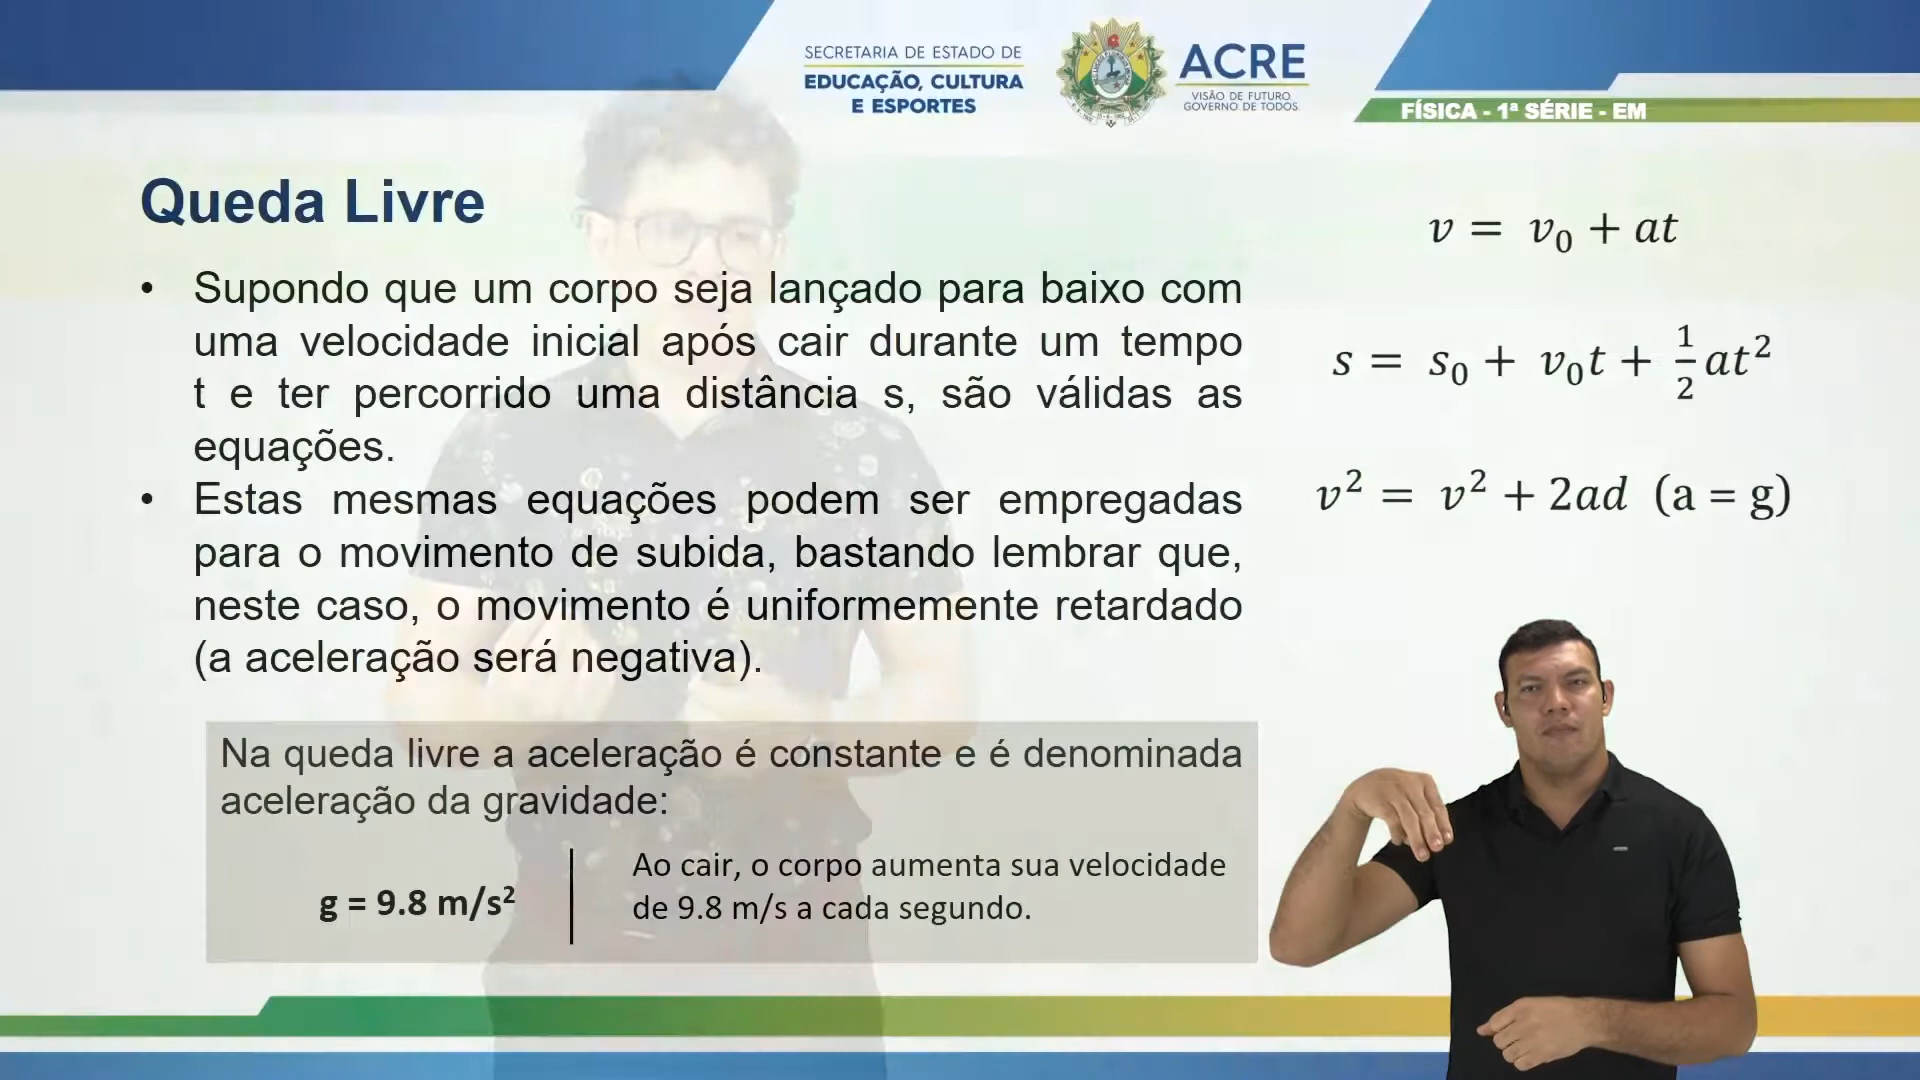 SECRETARIA DE ESTADO DE
EDUCAÇÃO, CULTURA
E ESPORTES
ACRE
VISÃO DE FUTURO.
GOVERNO DE TODOS.
FÍSICA - 1ª SÉRIE - EM
Queda Livre
• Supondo que um corpo seja lançado para baixo com
uma velocidade inicial após cair durante um tempo
t e ter percorrido uma distância s, são válidas as
equações.
• Estas mesmas equações podem ser empregadas
para o movimento de subida, bastando lembrar que,
neste caso, o movimento é uniformemente retardado
(a aceleração será negativa).
v = v₀ + at
s = s₀ + v₀t + ½at²
v² = v² + 2ad (a = g)
Na queda livre a aceleração é constante e é denominada
aceleração da gravidade:
g = 9.8 m/s²
Ao cair, o corpo aumenta sua velocidade
de 9.8 m/s a cada segundo.